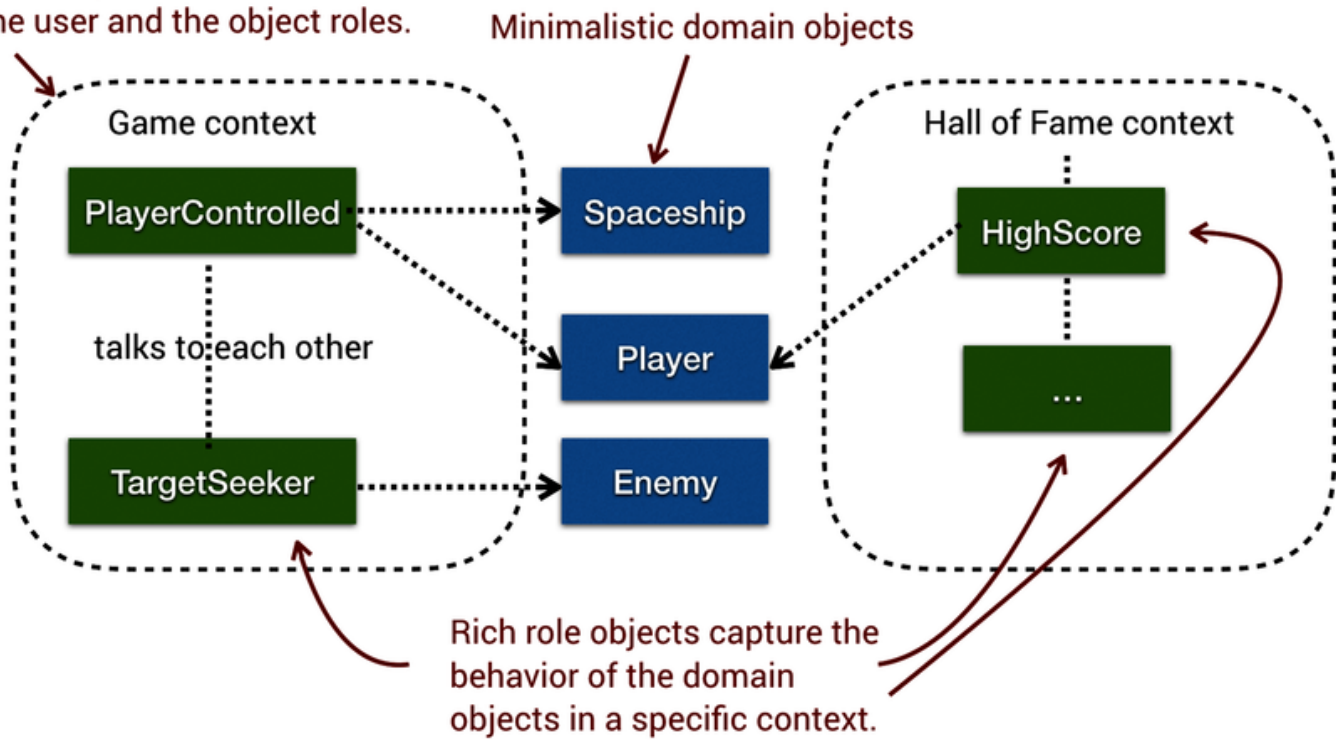 he user and the object roles.
Minimalistic domain objects
Game context
Hall of Fame context
PlayerControlled
Spaceship
HighScore
talks to each other
Player
...
TargetSeeker
Enemy
Rich role objects capture the
behavior of the domain
objects in a specific context.